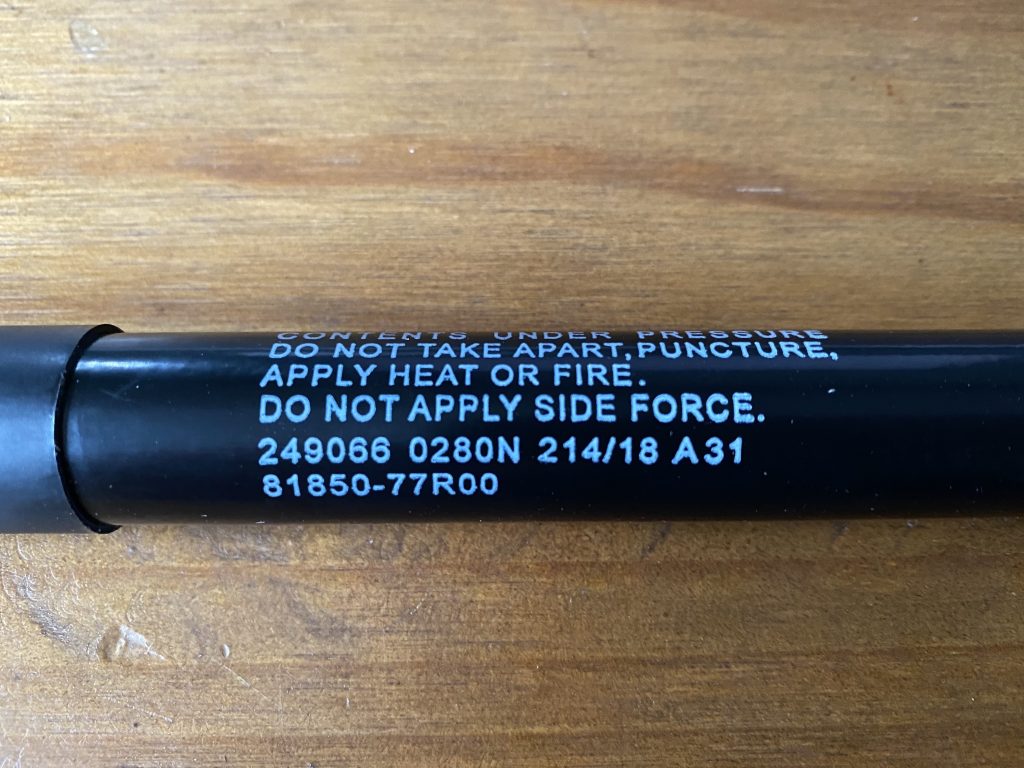 CONTENTS UNDER PRESSURE
DO NOT TAKE APART, PUNCTURE,
APPLY HEAT OR FIRE.
DO NOT APPLY SIDE FORCE.
249066 0280N 214/18 A31
81850-77R00